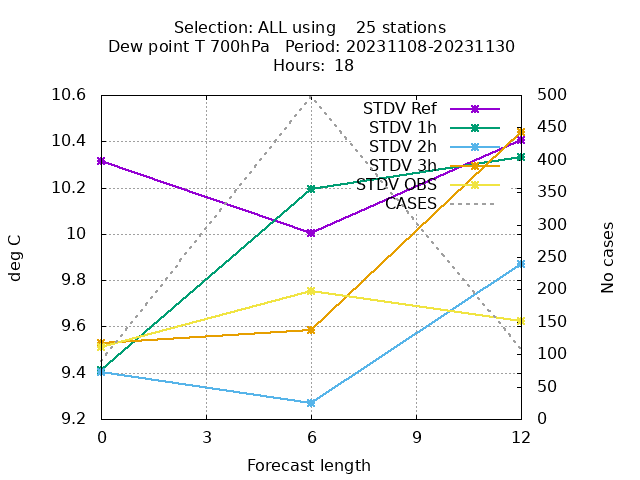 Selection: ALL using    25 stations
Dew point T 700hPa   Period: 20231108-20231130
Hours: 18
10.6
10.4
10.2
10
9.8
9.6
9.4
9.2
500
450
400
350
300
250
200
150
100
50
0
STDV Ref
STDV 1h
STDV 2h
STDV 3h
STDV OBS
CASES
deg C
No cases
0
3
6
9
12
Forecast length